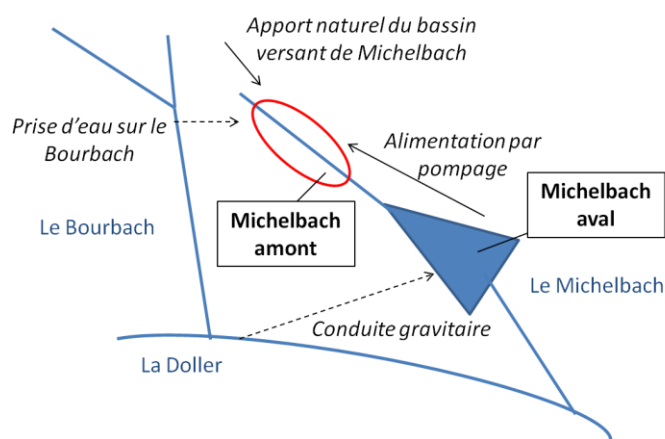 Apport naturel du bassin
versant de Michelbach
Prise d'eau sur le
Bourbach
Alimentation par
pompage
Michelbach
aval
Michelbach
amont
Le Bourbach
Le Michelbach
Conduite gravitaire
La Doller